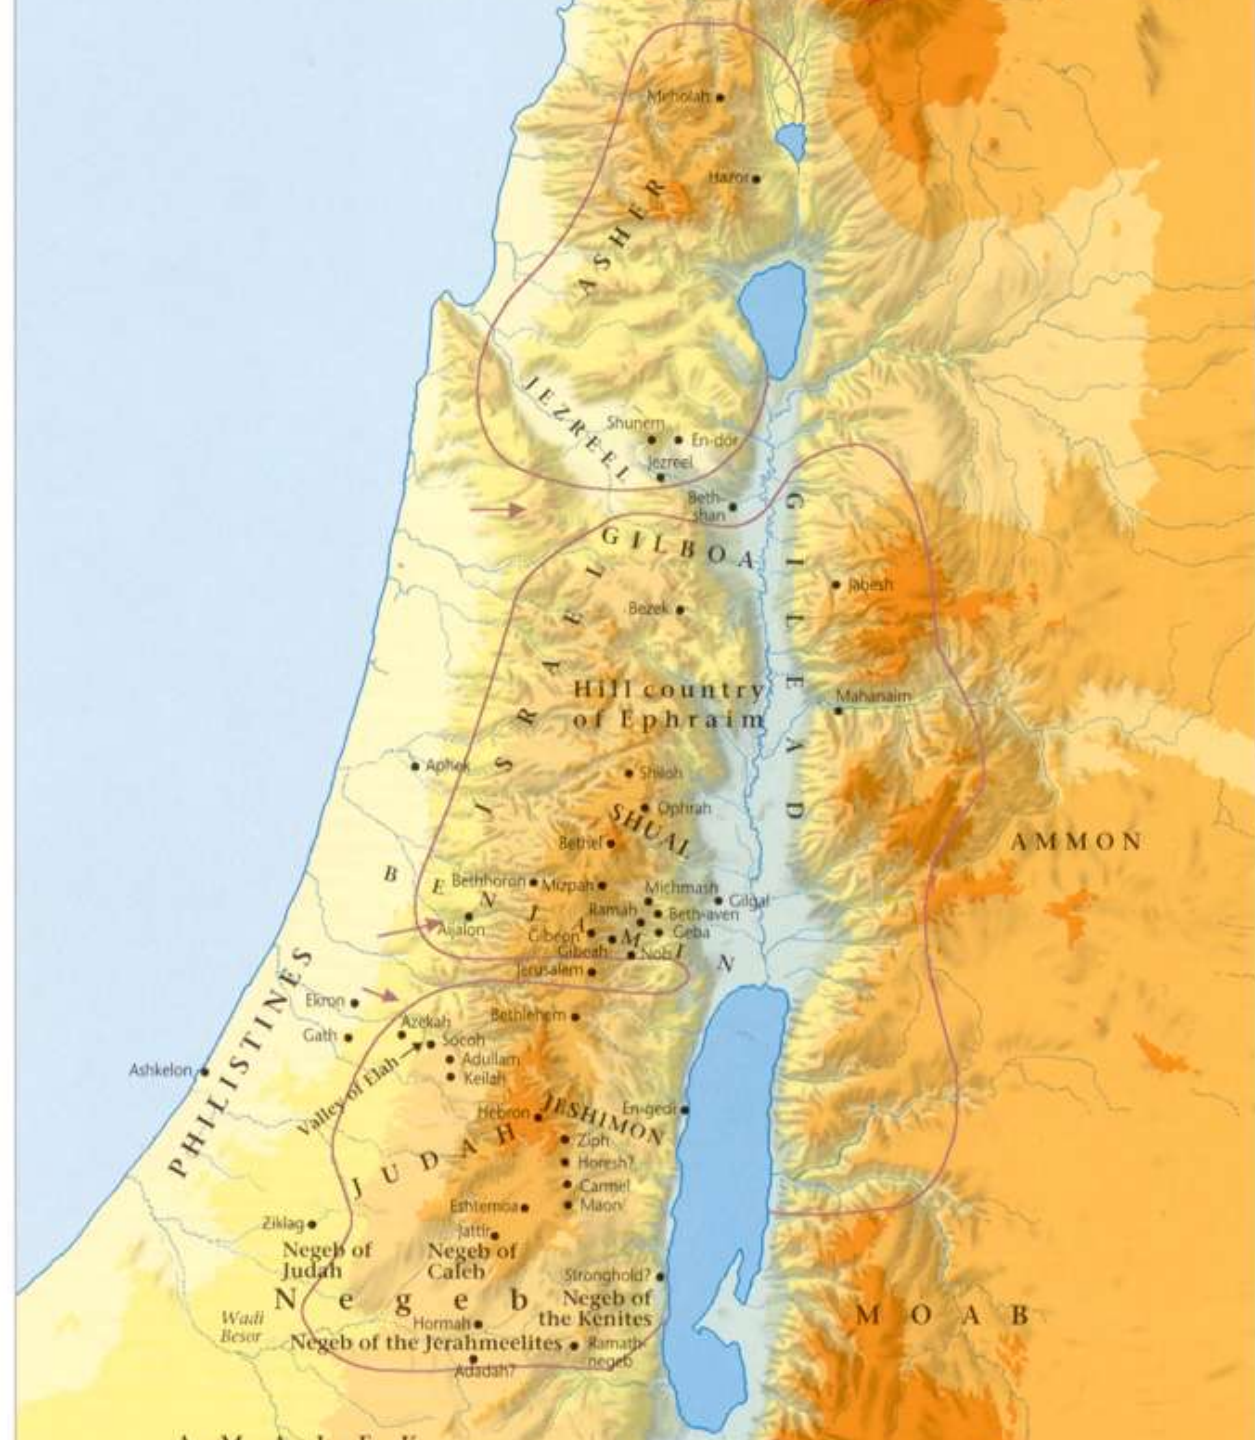 Meholah
Hazor
ASHER
JEZREEL
Shunem
En-dor
Jezreel
Beth-
shan
GILBOA
GILEAD
Jabesh
ISRAEL
Bezek
Hill country
of Ephraim
Mahanaim
Aphek
Shiloh
Ophrah
SHUAL
Bethel
AMMON
BENJAMIN
Bethhoron
Mizpah
Michmash
Gilgal
Ramah
Beth-aven
Aijalon
Gibeon
Geba
Gibeah
Nob
Jerusalem
PHILISTINES
Ekron
Bethlehem
Azekah
Gath
Socoh
Adullam
Keilah
Ashkelon
Valley of Elah
Hebron
JESHIMON
En-gedi
JUDAH
Ziph
Horesh?
Carmel
Eshtemoa
Maon
Ziklag
Jattir
Negeb of
Judah
Negeb of
Caleb
Stronghold?
Negeb
Negeb of
the Kenites
MOAB
Wadi
Besor
Hormah
Negeb of the Jerahmeelites
Ramath-
negeb
Adadah?